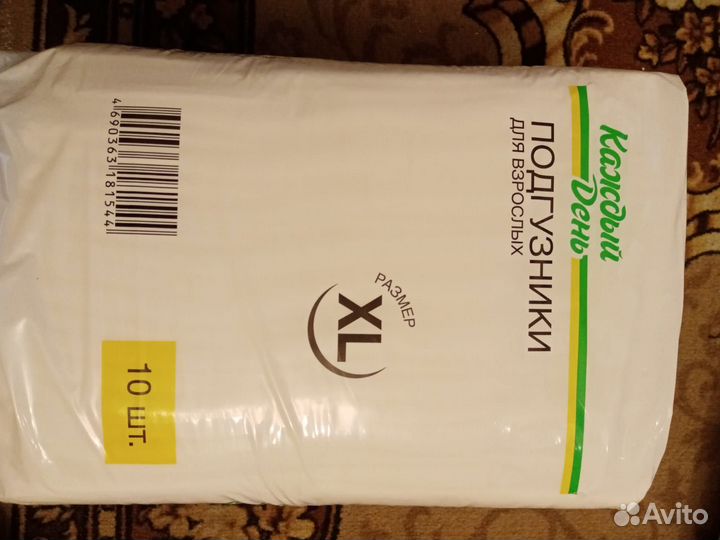 Каждый
День
ПОДГУЗНИКИ
ДЛЯ ВЗРОСЛЫХ
РАЗМЕР
XL
10 шт.
4690363181544
Avito